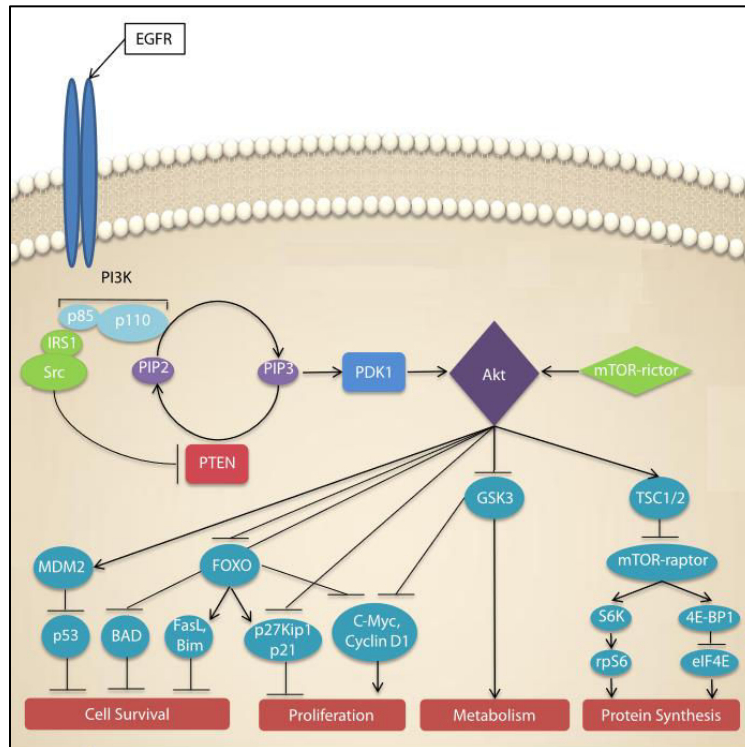 EGFR
PI3K
p85
p110
IRS1
Src
PIP2
PIP3
PDK1
Akt
mTOR-rictor
PTEN
GSK3
TSC1/2
MDM2
FOXO
mTOR-raptor
p53
BAD
FasL,
Bim
p27Kip1
p21
C-Myc,
Cyclin D1
S6K
4E-BP1
rpS6
eIF4E
Cell Survival
Proliferation
Metabolism
Protein Synthesis